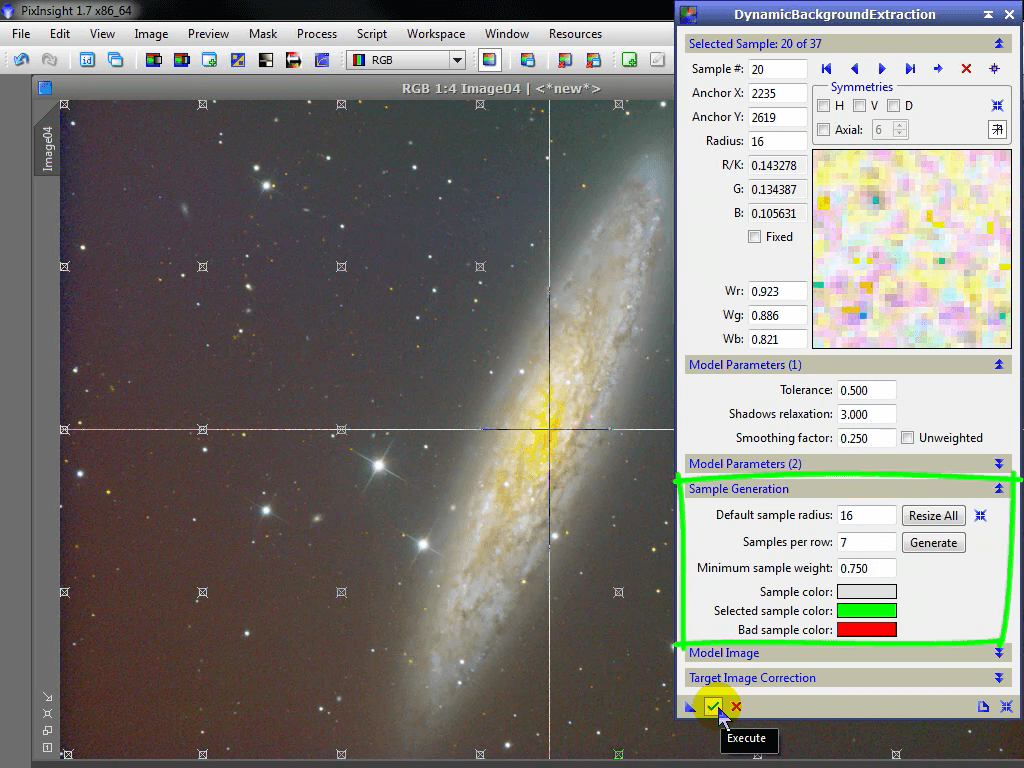 PixInsight 1.7 x86_64
File Edit View Image Preview Mask Process Script Workspace Window Resources
RGB
RGB 1:4 Image04 | <*new*>
Image04
DynamicBackgroundExtraction
Selected Sample: 20 of 37
Sample #: 20
Anchor X: 2235
Symmetries
H V D
Anchor Y: 2619
Axial: 6
Radius: 16
R/K: 0.143278
G: 0.134387
B: 0.105631
Fixed
Wr: 0.923
Wg: 0.886
Wb: 0.821
Model Parameters (1)
Tolerance: 0.500
Shadows relaxation: 3.000
Smoothing factor: 0.250 Unweighted
Model Parameters (2)
Sample Generation
Default sample radius: 16 Resize All
Samples per row: 7 Generate
Minimum sample weight: 0.750
Sample color:
Selected sample color:
Bad sample color:
Model Image
Target Image Correction
Execute